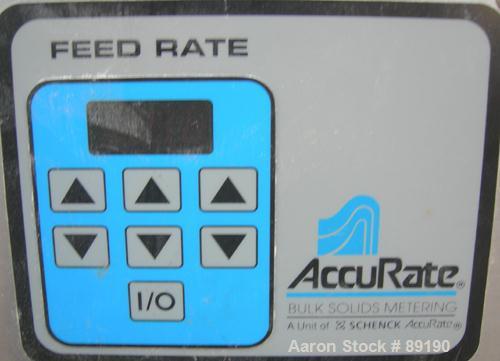 FEED RATE
I/O
AccuRate®
BULK SOLIDS METERING
A Unit of SCHENCK AccuRate®
Aaron Stock # 89190